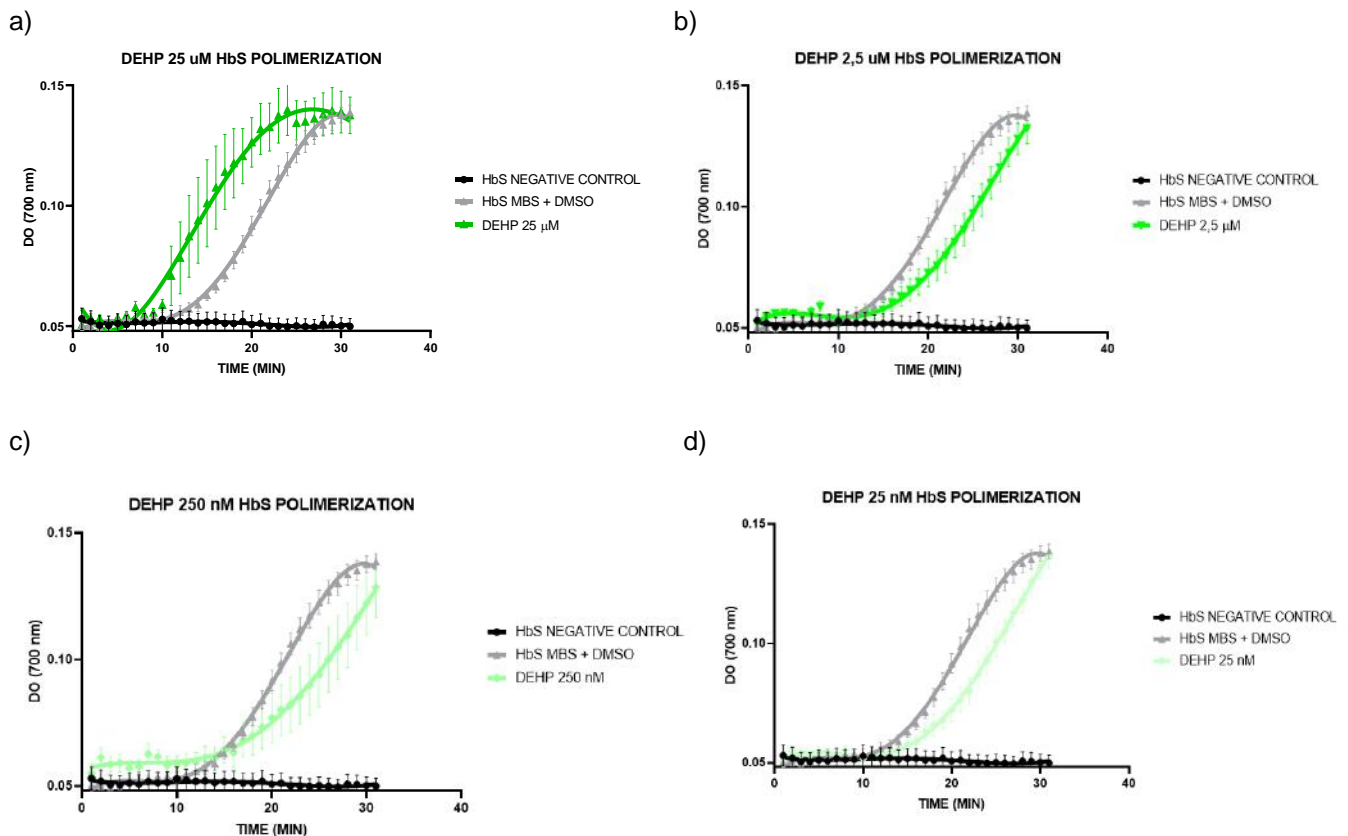 a)
DEHP 25 uM HbS POLIMERIZATION
0.15
0.10
0.05
0
10
20
30
40
DO (700 nm)
TIME (MIN)
HbS NEGATIVE CONTROL
HbS MBS + DMSO
DEHP 25 μM
b)
DEHP 2,5 uM HbS POLIMERIZATION
0.15
0.10
0.05
0
10
20
30
40
DO (700 nm)
TIME (MIN)
HbS NEGATIVE CONTROL
HbS MBS + DMSO
DEHP 2,5 μM
c)
DEHP 250 nM HbS POLIMERIZATION
0.15
0.10
0.05
0
10
20
30
40
DO (700 nm)
TIME (MIN)
HbS NEGATIVE CONTROL
HbS MBS + DMSO
DEHP 250 nM
d)
DEHP 25 nM HbS POLIMERIZATION
0.15
0.10
0.05
0
10
20
30
40
DO (700 nm)
TIME (MIN)
HbS NEGATIVE CONTROL
HbS MBS + DMSO
DEHP 25 nM